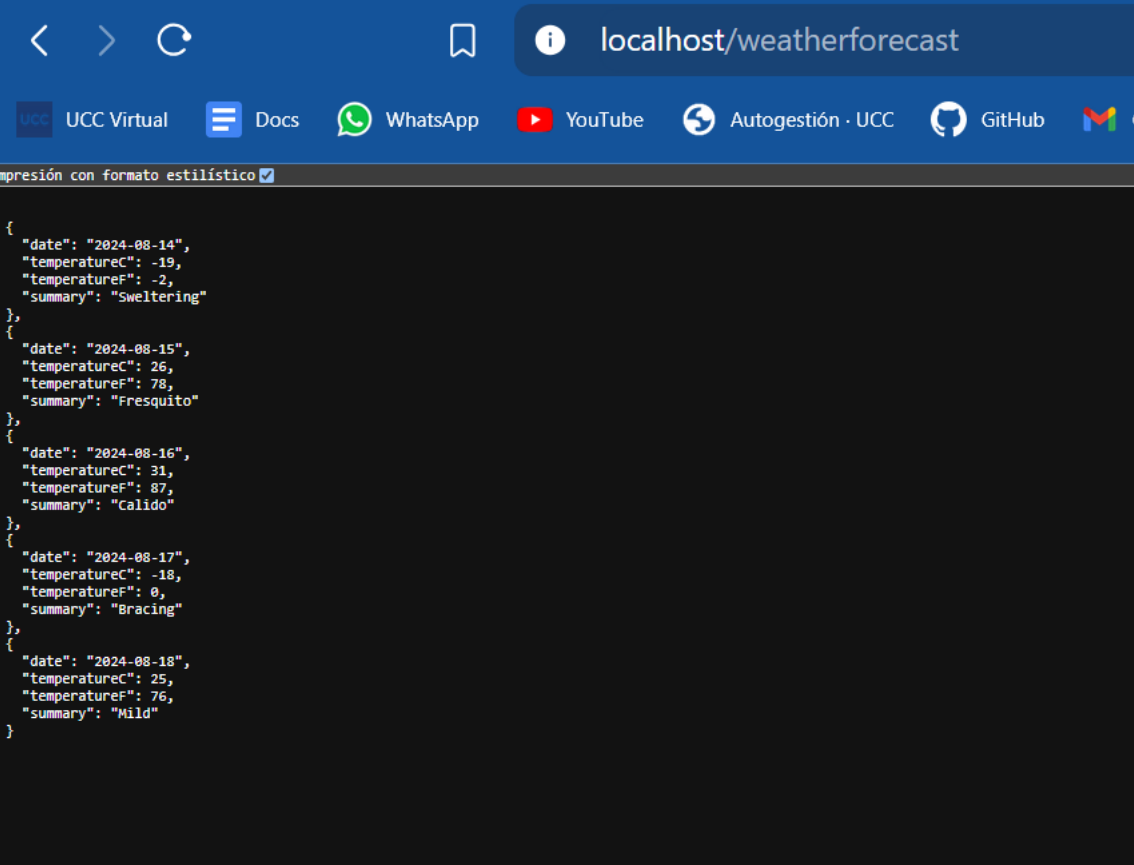 localhost/weatherforecast
UCC UCC Virtual Docs WhatsApp YouTube Autogestión · UCC GitHub
mpresión con formato estilístico
{
"date": "2024-08-14",
"temperatureC": -19,
"temperatureF": -2,
"summary": "Sweltering"
},
{
"date": "2024-08-15",
"temperatureC": 26,
"temperatureF": 78,
"summary": "Fresquito"
},
{
"date": "2024-08-16",
"temperatureC": 31,
"temperatureF": 87,
"summary": "Calido"
},
{
"date": "2024-08-17",
"temperatureC": -18,
"temperatureF": 0,
"summary": "Bracing"
},
{
"date": "2024-08-18",
"temperatureC": 25,
"temperatureF": 76,
"summary": "Mild"
}